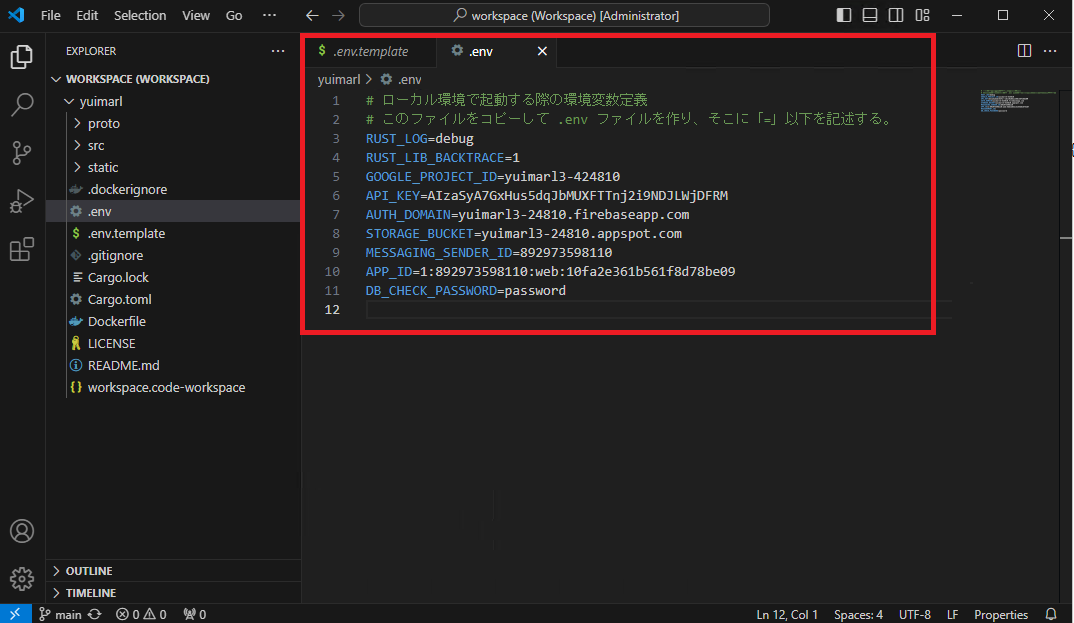 File Edit Selection View Go ··· workspace (Workspace) [Administrator]
EXPLORER ···
WORKSPACE (WORKSPACE)
yuimarl
proto
src
static
.dockerignore
.env
.env.template
.gitignore
Cargo.lock
Cargo.toml
Dockerfile
LICENSE
README.md
workspace.code-workspace
OUTLINE
TIMELINE
$ .env.template .env
yuimarl > .env
1 # ローカル環境で起動する際の環境変数定義
2 # このファイルをコピーして .env ファイルを作り、そこに「=」以下を記述する。
3 RUST_LOG=debug
4 RUST_LIB_BACKTRACE=1
5 GOOGLE_PROJECT_ID=yuimarl3-424810
6 API_KEY=AIzaSyA7GxHus5dqJbMUXFTTnj2i9NDJLWjDFRM
7 AUTH_DOMAIN=yuimarl3-24810.firebaseapp.com
8 STORAGE_BUCKET=yuimarl3-24810.appspot.com
9 MESSAGING_SENDER_ID=892973598110
10 APP_ID=1:892973598110:web:10fa2e361b561f8d78be09
11 DB_CHECK_PASSWORD=password
12
main 0 0 0 Ln 12, Col 1 Spaces: 4 UTF-8 LF Properties